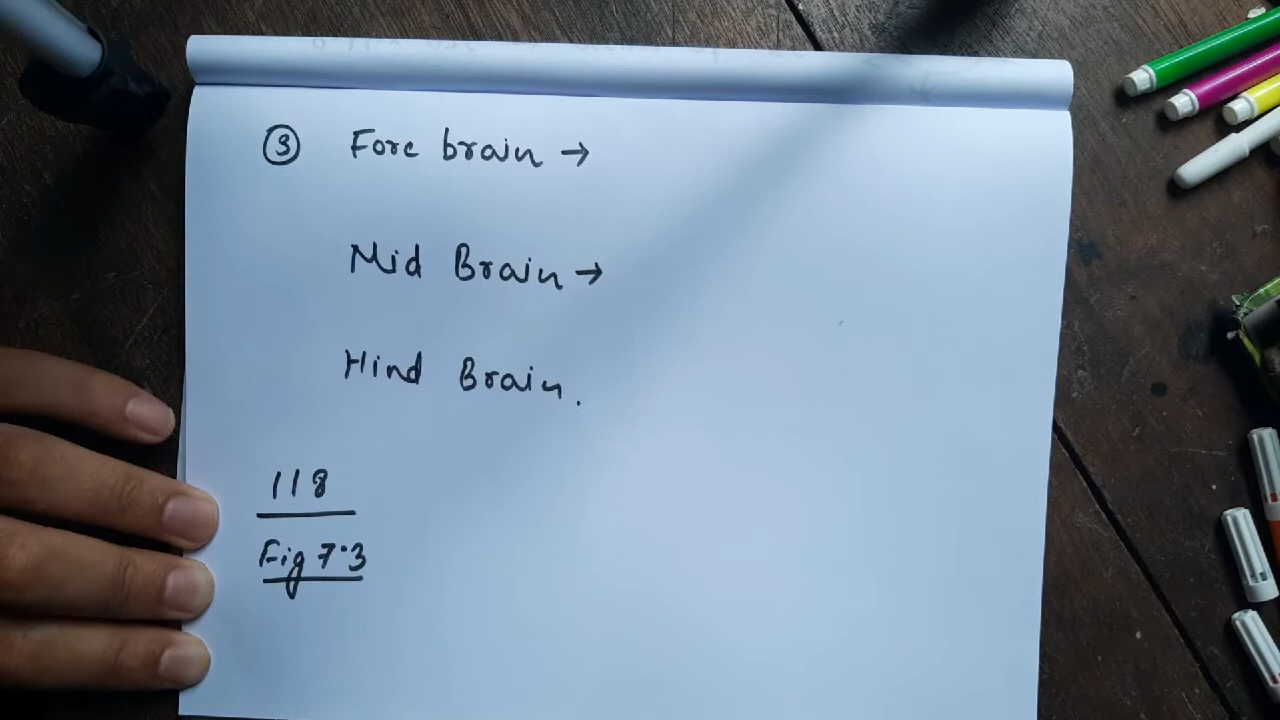 ③ Fore brain →
Mid Brain →
Hind Brain.
118
Fig 7.3